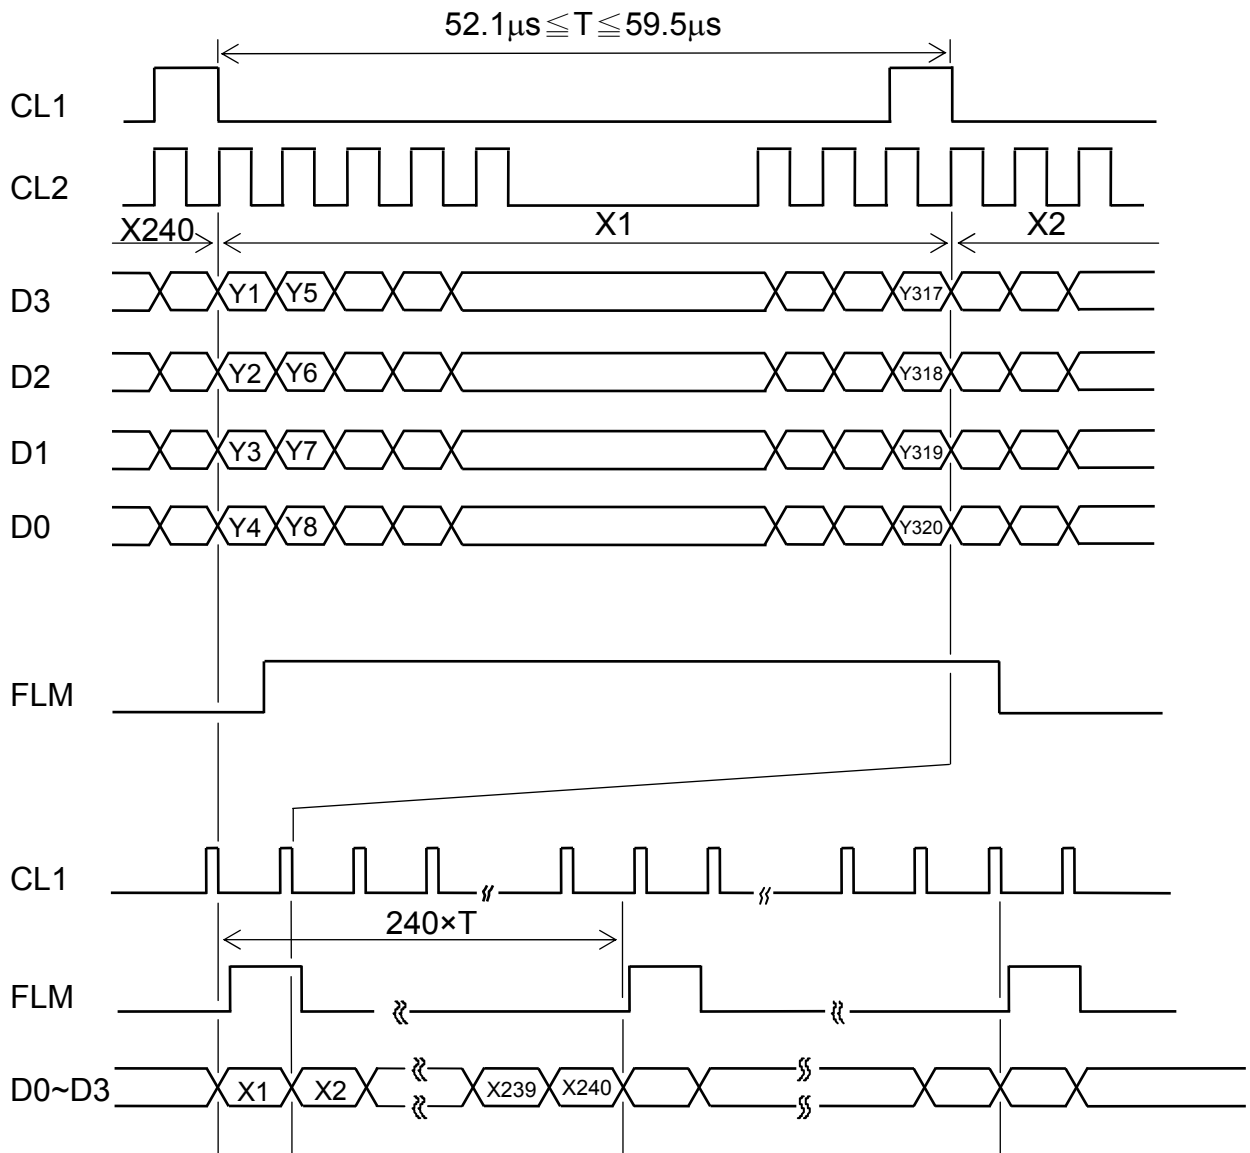 52.1μs≦T≦59.5μs
CL1
CL2
X240 X1 X2
D3 Y1 Y5 Y317
D2 Y2 Y6 Y318
D1 Y3 Y7 Y319
D0 Y4 Y8 Y320
FLM
CL1
240×T
FLM
D0~D3 X1 X2 X239 X240